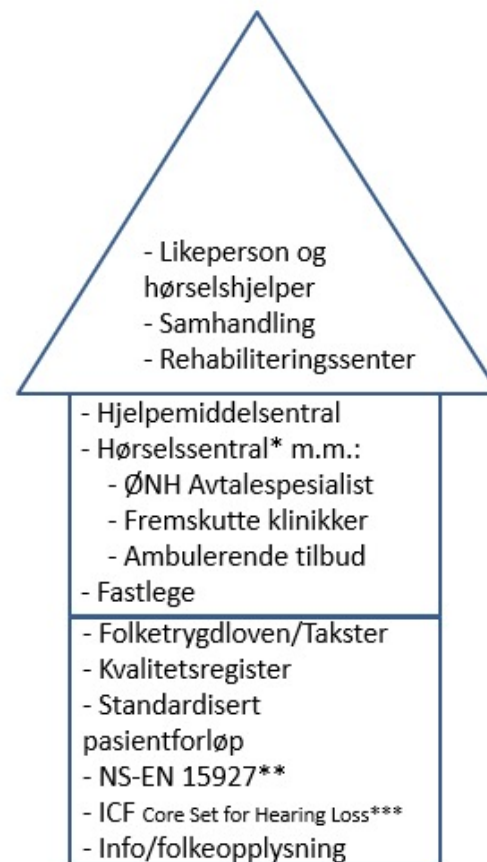 - Likeperson og
hørselshjelper
- Samhandling
- Rehabiliteringssenter
- Hjelpemiddelsentral
- Hørselssentral* m.m.:
- ØNH Avtalespesialist
- Fremskutte klinikker
- Ambulerende tilbud
- Fastlege
- Folketrygdloven/Takster
- Kvalitetsregister
- Standardisert
pasientforløp
- NS-EN 15927**
- ICF Core Set for Hearing Loss***
- Info/folkeopplysning